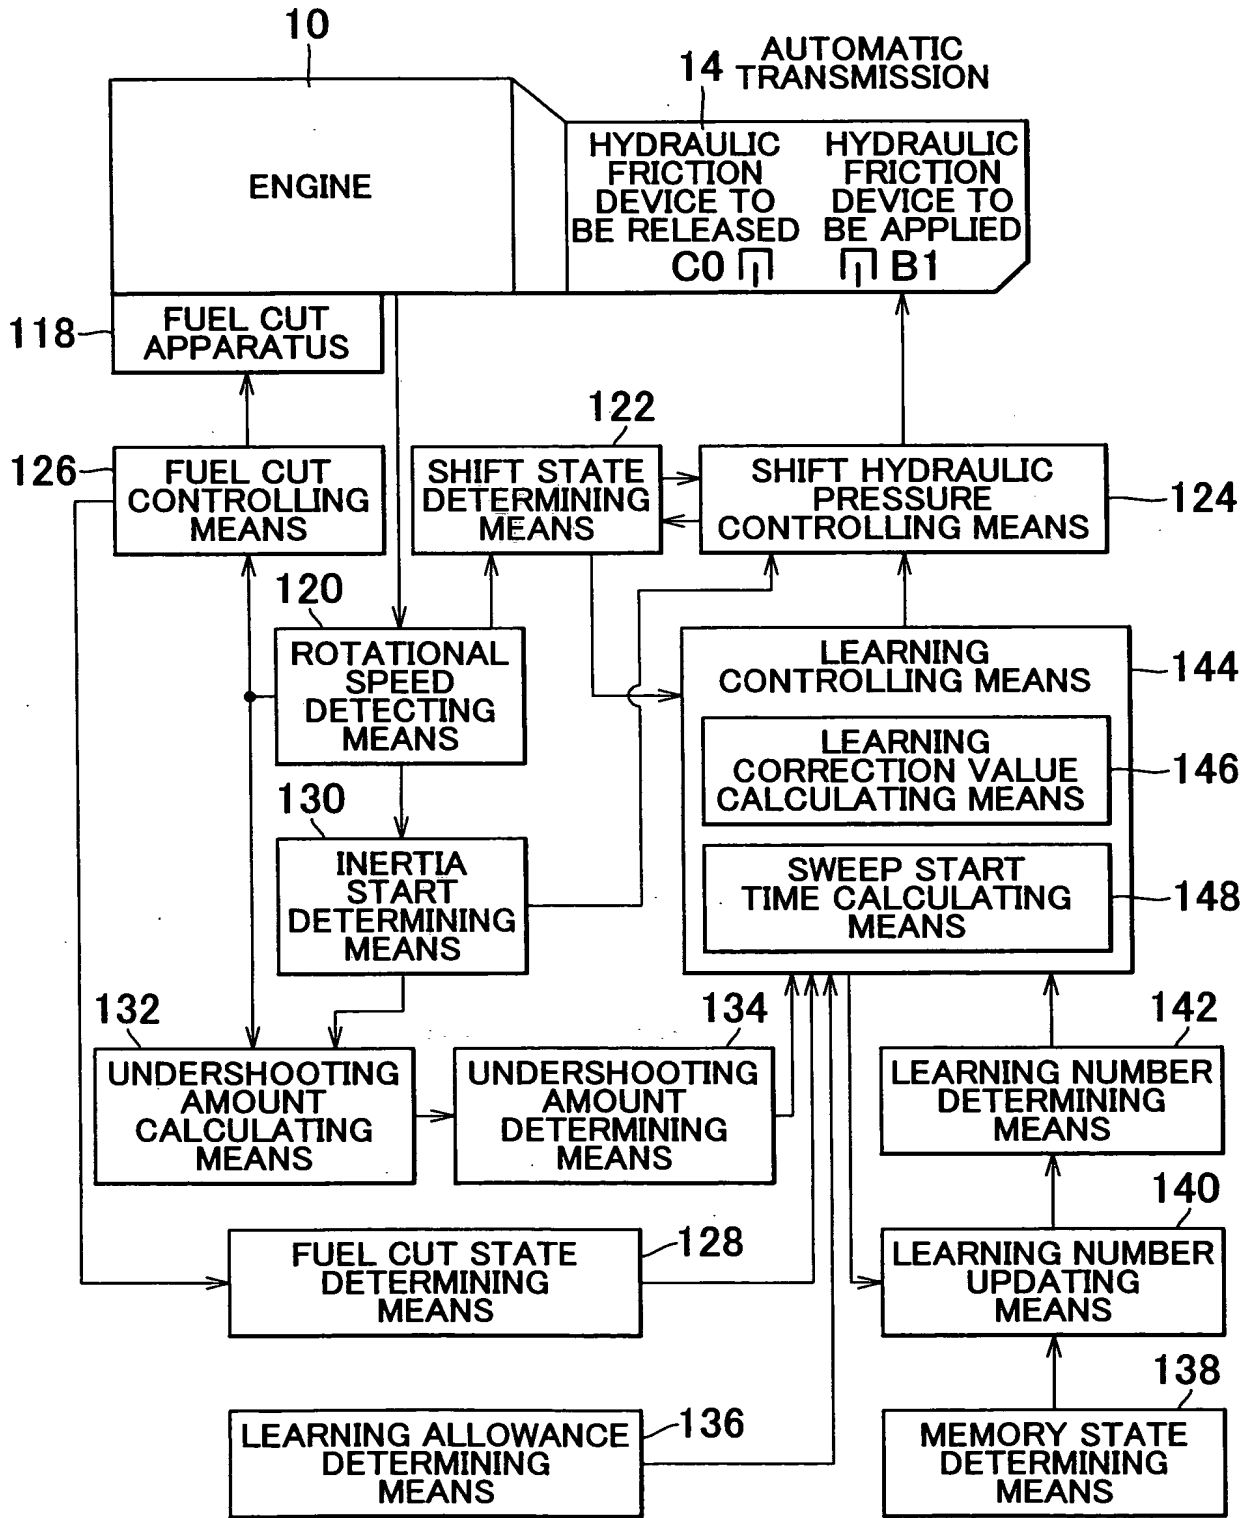 10
AUTOMATIC
TRANSMISSION
14
ENGINE
HYDRAULIC
FRICTION
DEVICE TO
BE RELEASED
C0
HYDRAULIC
FRICTION
DEVICE TO
BE APPLIED
B1
118
FUEL CUT
APPARATUS
122
126
FUEL CUT
CONTROLLING
MEANS
SHIFT STATE
DETERMINING
MEANS
SHIFT HYDRAULIC
PRESSURE
CONTROLLING MEANS
124
120
ROTATIONAL
SPEED
DETECTING
MEANS
LEARNING
CONTROLLING MEANS
144
LEARNING
CORRECTION VALUE
CALCULATING MEANS
146
130
INERTIA
START
DETERMINING
MEANS
SWEEP START
TIME CALCULATING
MEANS
148
132
UNDERSHOOTING
AMOUNT
CALCULATING
MEANS
134
UNDERSHOOTING
AMOUNT
DETERMINING
MEANS
142
LEARNING NUMBER
DETERMINING
MEANS
128
FUEL CUT STATE
DETERMINING
MEANS
140
LEARNING NUMBER
UPDATING
MEANS
136
LEARNING ALLOWANCE
DETERMINING
MEANS
138
MEMORY STATE
DETERMINING
MEANS